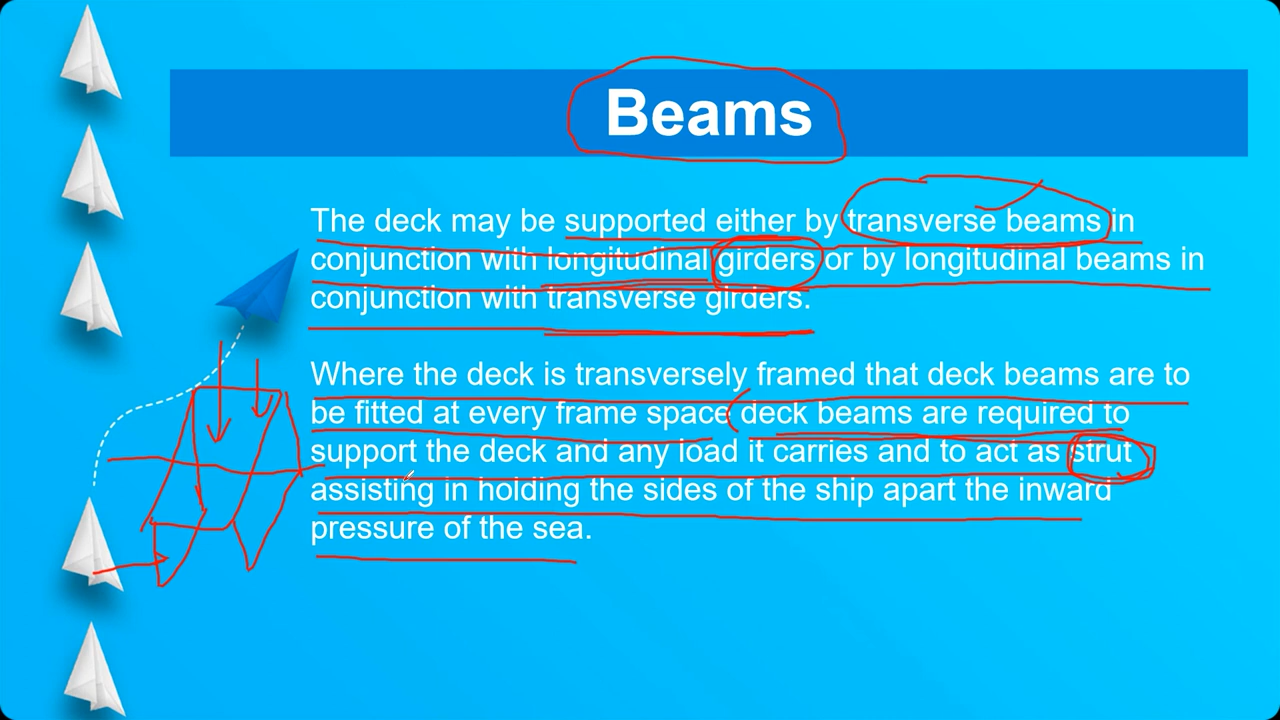 Beams
The deck may be supported either by transverse beams in
conjunction with longitudinal girders or by longitudinal beams in
conjunction with transverse girders.
Where the deck is transversely framed that deck beams are to
be fitted at every frame space deck beams are required to
support the deck and any load it carries and to act as strut
assisting in holding the sides of the ship apart the inward
pressure of the sea.